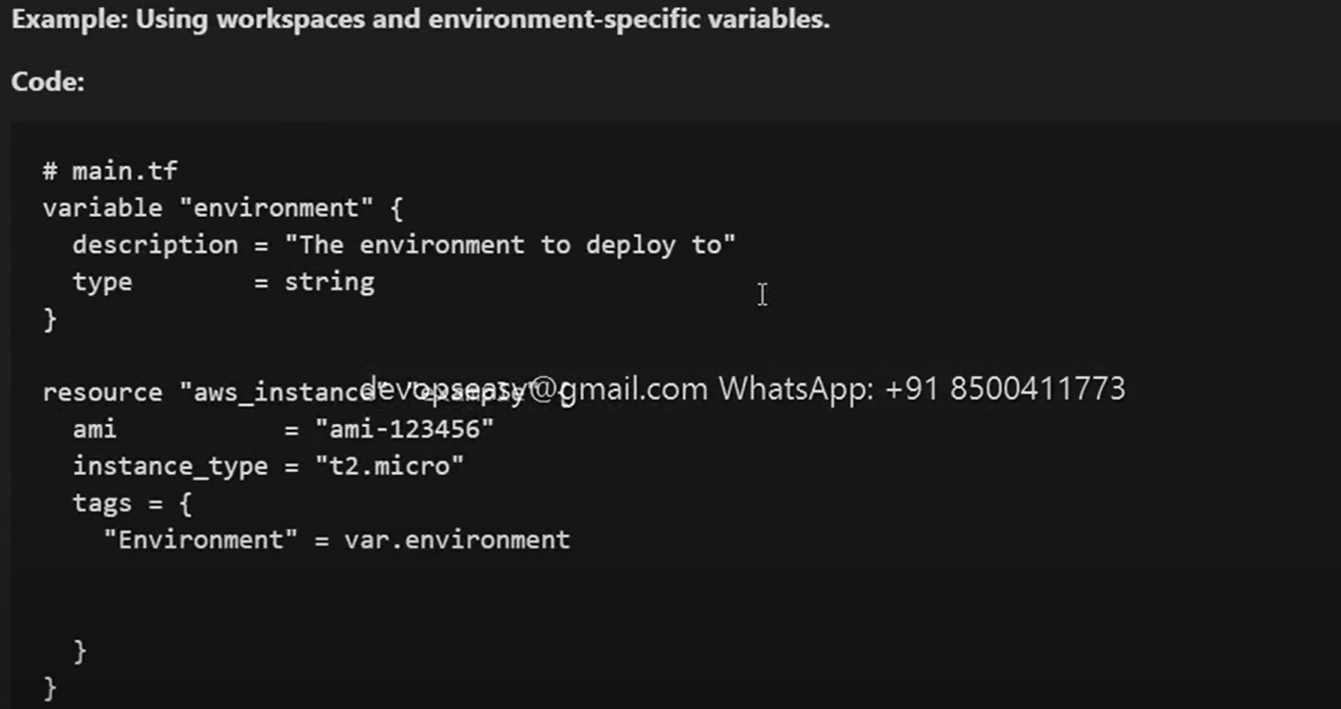 Example: Using workspaces and environment-specific variables.
Code:
# main.tf
variable "environment" {
  description = "The environment to deploy to"
  type        = string
}
resource "aws_instance" "example" {
devopseasy@gmail.com WhatsApp: +91 8500411773
  ami           = "ami-123456"
  instance_type = "t2.micro"
  tags = {
    "Environment" = var.environment
  }
}